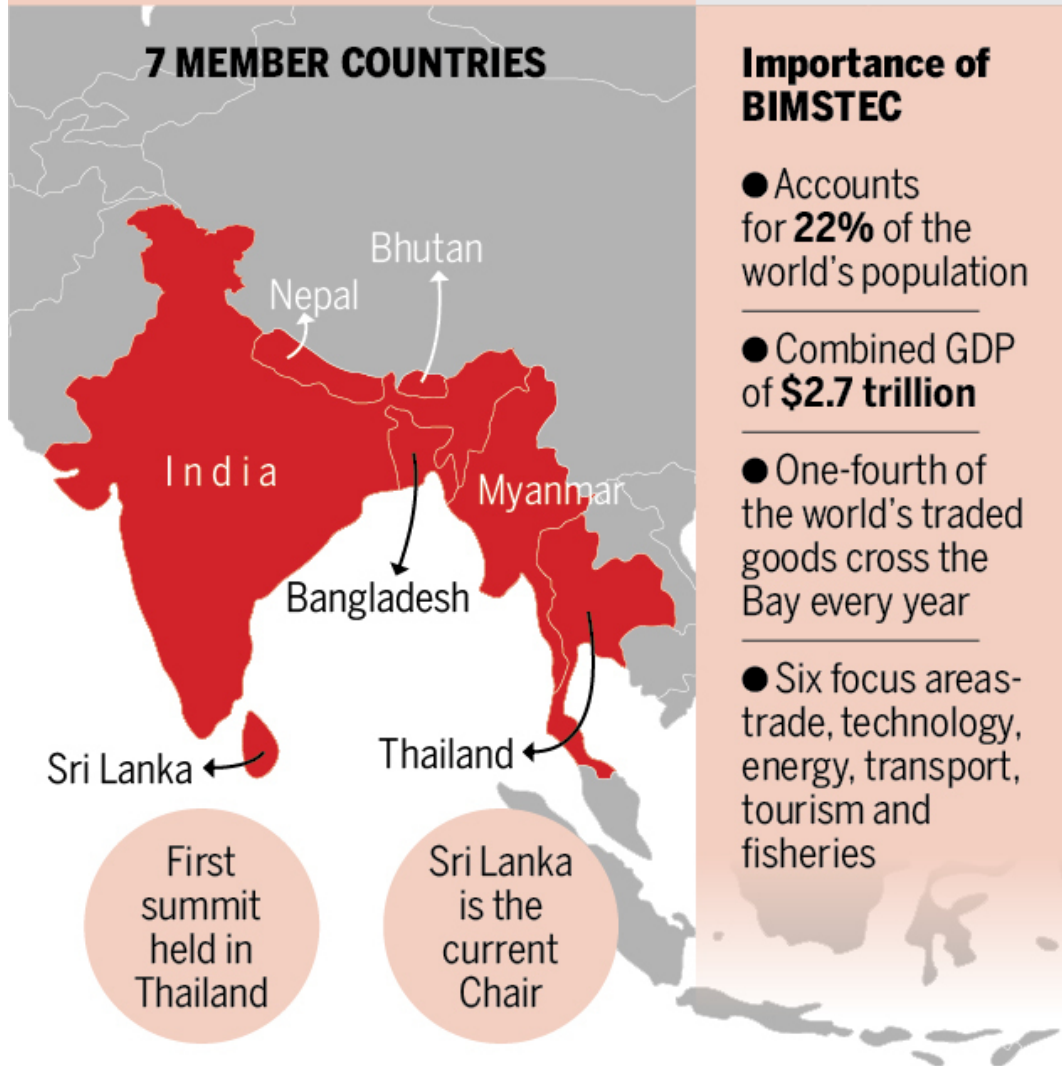 7 MEMBER COUNTRIES
Bhutan
Nepal
India
Myanmar
Bangladesh
Thailand
Sri Lanka
First
summit
held in
Thailand
Sri Lanka
is the
current
Chair
Importance of
BIMSTEC
● Accounts
for 22% of the
world's population
● Combined GDP
of $2.7 trillion
● One-fourth of
the world's traded
goods cross the
Bay every year
● Six focus areas-
trade, technology,
energy, transport,
tourism and
fisheries